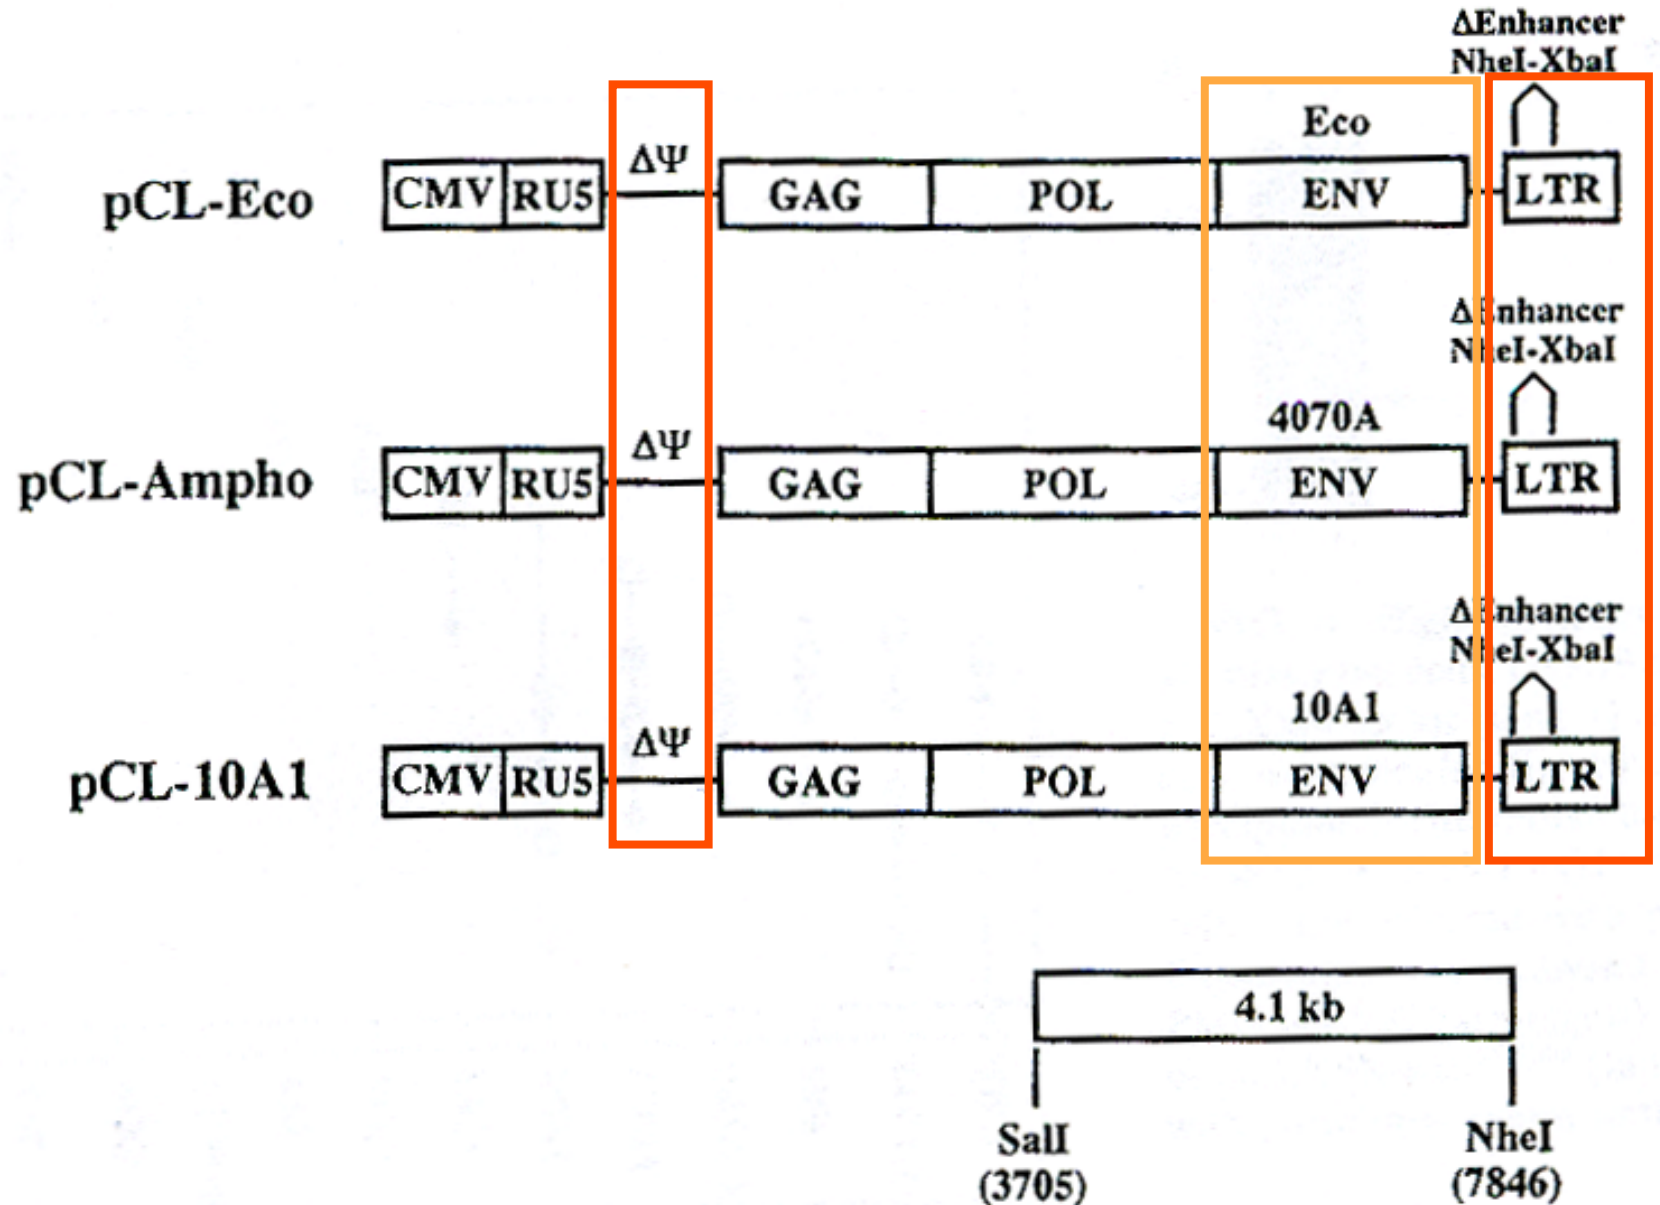 ΔEnhancer
NheI-XbaI
Eco
ΔΨ
pCL-Eco CMV RU5 GAG POL ENV LTR
ΔEnhancer
NheI-XbaI
4070A
ΔΨ
pCL-Ampho CMV RU5 GAG POL ENV LTR
ΔEnhancer
NheI-XbaI
10A1
ΔΨ
pCL-10A1 CMV RU5 GAG POL ENV LTR
4.1 kb
SalI NheI
(3705) (7846)